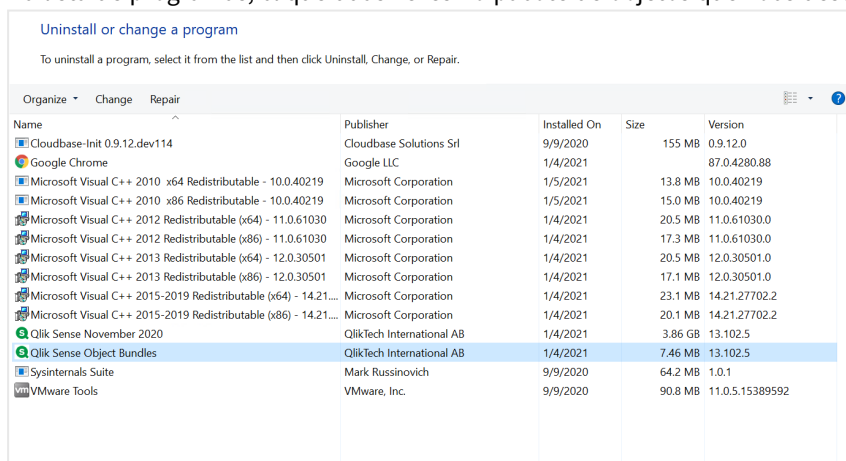 Uninstall or change a program
To uninstall a program, select it from the list and then click Uninstall, Change, or Repair.
Organize Change Repair
Name Publisher Installed On Size Version
Cloudbase-Init 0.9.12.dev114 Cloudbase Solutions Srl 9/9/2020 155 MB 0.9.12.0
Google Chrome Google LLC 1/4/2021 87.0.4280.88
Microsoft Visual C++ 2010 x64 Redistributable - 10.0.40219 Microsoft Corporation 1/5/2021 13.8 MB 10.0.40219
Microsoft Visual C++ 2010 x86 Redistributable - 10.0.40219 Microsoft Corporation 1/5/2021 15.0 MB 10.0.40219
Microsoft Visual C++ 2012 Redistributable (x64) - 11.0.61030 Microsoft Corporation 1/4/2021 20.5 MB 11.0.61030.0
Microsoft Visual C++ 2012 Redistributable (x86) - 11.0.61030 Microsoft Corporation 1/4/2021 17.3 MB 11.0.61030.0
Microsoft Visual C++ 2013 Redistributable (x64) - 12.0.30501 Microsoft Corporation 1/4/2021 20.5 MB 12.0.30501.0
Microsoft Visual C++ 2013 Redistributable (x86) - 12.0.30501 Microsoft Corporation 1/4/2021 17.1 MB 12.0.30501.0
Microsoft Visual C++ 2015-2019 Redistributable (x64) - 14.21.... Microsoft Corporation 1/4/2021 23.1 MB 14.21.27702.2
Microsoft Visual C++ 2015-2019 Redistributable (x86) - 14.21.... Microsoft Corporation 1/4/2021 20.1 MB 14.21.27702.2
Qlik Sense November 2020 QlikTech International AB 1/4/2021 3.86 GB 13.102.5
Qlik Sense Object Bundles QlikTech International AB 1/4/2021 7.46 MB 13.102.5
Sysinternals Suite Mark Russinovich 9/9/2020 64.2 MB 1.0.1
vm VMware Tools VMware, Inc. 9/9/2020 90.8 MB 11.0.5.15389592